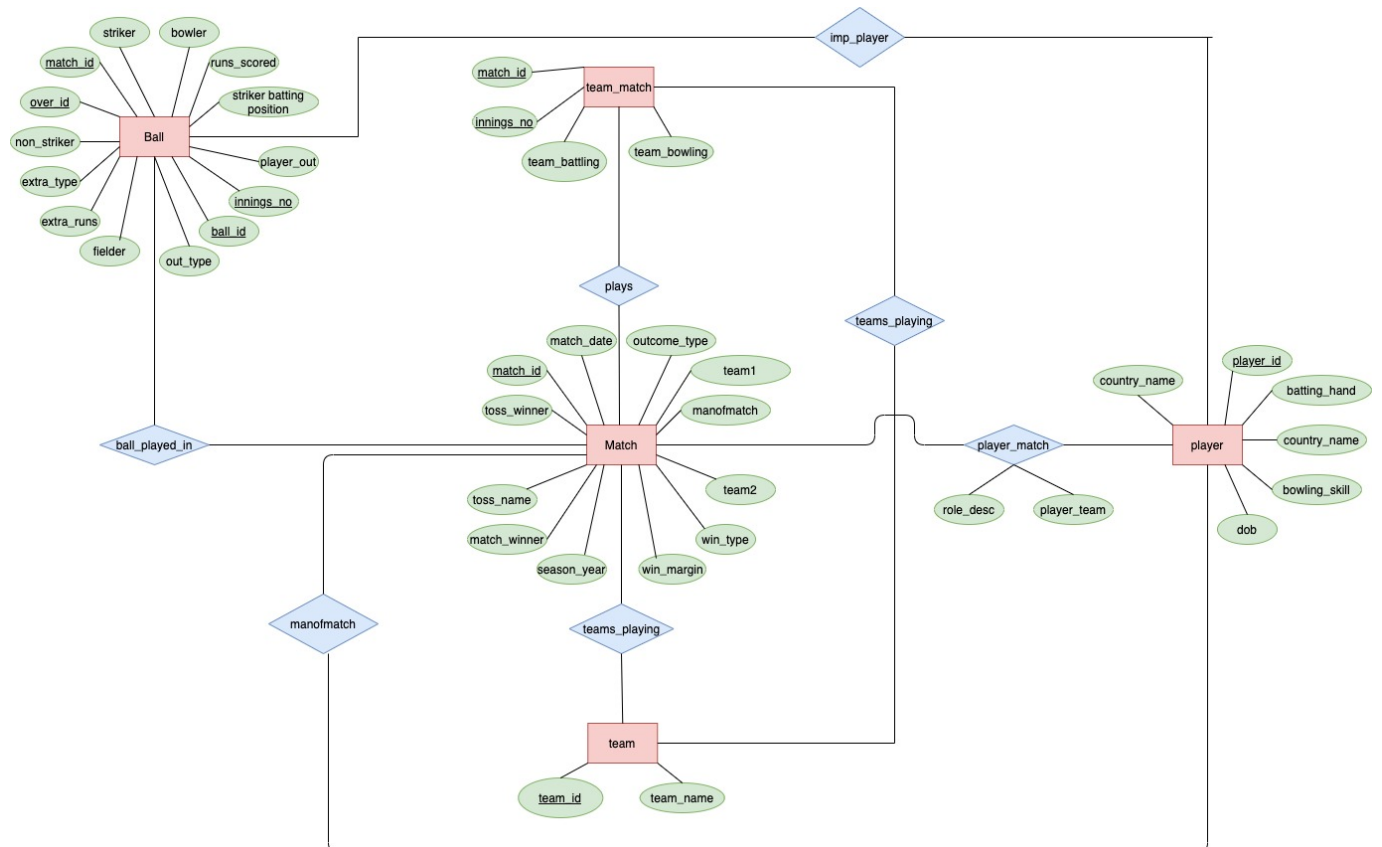 imp_player
striker
bowler
match_id
runs_scored
over_id
striker batting
position
Ball
non_striker
player_out
extra_type
innings_no
extra_runs
ball_id
fielder
out_type
match_id
team_match
innings_no
team_battling
team_bowling
plays
teams_playing
match_date
outcome_type
match_id
team1
toss_winner
manofmatch
ball_played_in
Match
player_match
team2
toss_name
match_winner
win_type
season_year
win_margin
role_desc
player_team
country_name
player_id
batting_hand
player
country_name
bowling_skill
dob
manofmatch
teams_playing
team
team_id
team_name